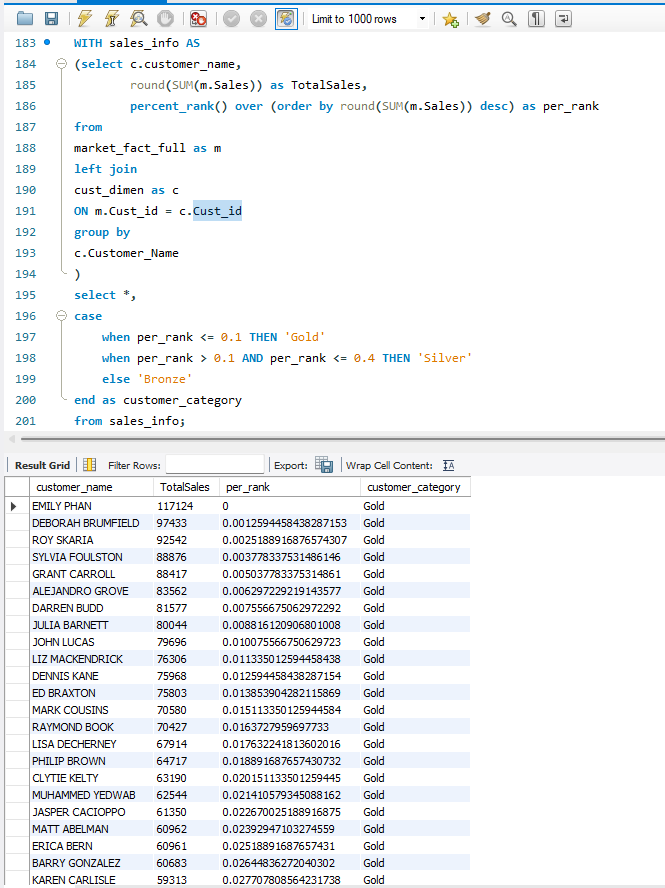 Limit to 1000 rows
183 WITH sales_info AS
184 (select c.customer_name,
185 round(SUM(m.Sales)) as TotalSales,
186 percent_rank() over (order by round(SUM(m.Sales)) desc) as per_rank
187 from
188 market_fact_full as m
189 left join
190 cust_dimen as c
191 ON m.Cust_id = c.Cust_id
192 group by
193 c.Customer_Name
194 )
195 select *,
196 case
197 when per_rank <= 0.1 THEN 'Gold'
198 when per_rank > 0.1 AND per_rank <= 0.4 THEN 'Silver'
199 else 'Bronze'
200 end as customer_category
201 from sales_info;
Result Grid Filter Rows: Export: Wrap Cell Content:
customer_name TotalSales per_rank customer_category
EMILY PHAN 117124 0 Gold
DEBORAH BRUMFIELD 97433 0.0012594458438287153 Gold
ROY SKARIA 92542 0.0025188916876574307 Gold
SYLVIA FOULSTON 88876 0.003778337531486146 Gold
GRANT CARROLL 88417 0.005037783375314861 Gold
ALEJANDRO GROVE 83562 0.006297229219143577 Gold
DARREN BUDD 81577 0.007556675062972292 Gold
JULIA BARNETT 80044 0.008816120906801008 Gold
JOHN LUCAS 79696 0.010075566750629723 Gold
LIZ MACKENDRICK 76306 0.011335012594458438 Gold
DENNIS KANE 75968 0.012594458438287154 Gold
ED BRAXTON 75803 0.013853904282115869 Gold
MARK COUSINS 70580 0.015113350125944584 Gold
RAYMOND BOOK 70427 0.0163727959697733 Gold
LISA DECHERNEY 67914 0.017632241813602016 Gold
PHILIP BROWN 64717 0.018891687657430732 Gold
CLYTIE KELTY 63190 0.020151133501259445 Gold
MUHAMMED YEDWAB 62544 0.021410579345088162 Gold
JASPER CACIOPPO 61350 0.022670025188916875 Gold
MATT ABELMAN 60962 0.02392947103274559 Gold
ERICA BERN 60961 0.02518891687657431 Gold
BARRY GONZALEZ 60683 0.02644836272040302 Gold
KAREN CARLISLE 59313 0.027707808564231738 Gold